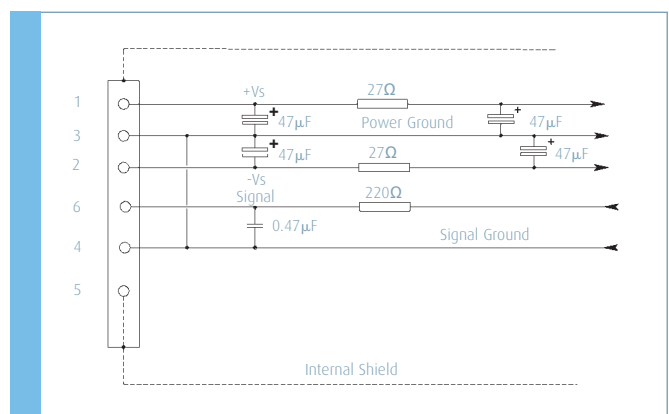 +Vs
27Ω
1
+
47μF
Power Ground
+
47μF
3
+
47μF
27Ω
+
47μF
2
-Vs
Signal
220Ω
6
0.47μF
Signal Ground
4
5
Internal Shield